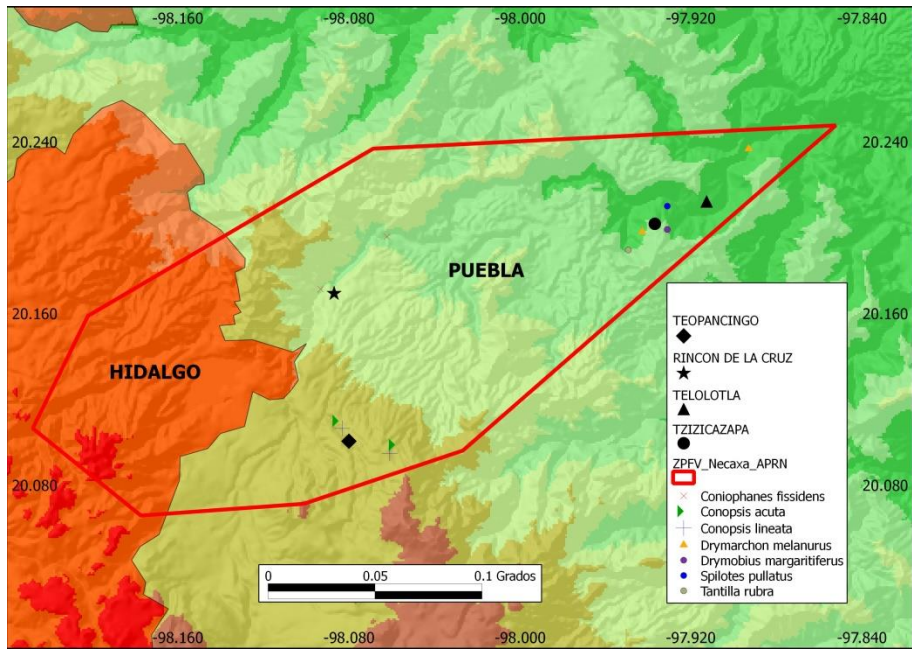 -98.160 -98.080 -98.000 -97.920 -97.840
20.240 20.240
PUEBLA
20.160 20.160
HIDALGO
TEOPANCINGO
RINCON DE LA CRUZ
TELOLOTLA
TZIZICAZAPA
ZPFV_Necaxa_APRN
20.080 20.080
Coniophanes fissidens
Conopsis acuta
Conopsis lineata
Drymarchon melanurus
Drymobius margaritiferus
Spilotes pullatus
Tantilla rubra
0 0.05 0.1 Grados
-98.160 -98.080 -98.000 -97.920 -97.840